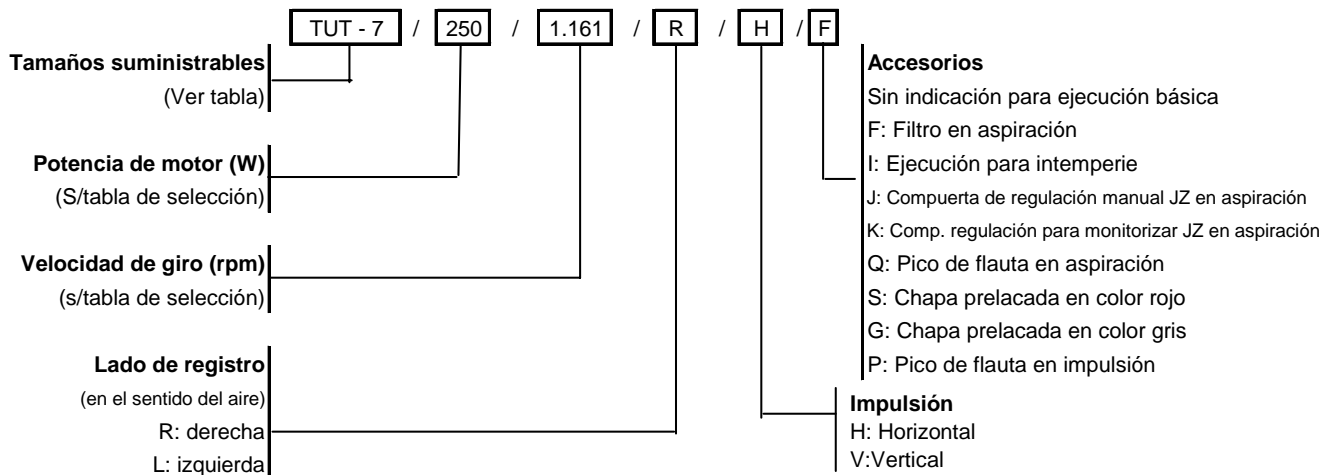 TUT - 7 / 250 / 1.161 / R / H / F
Tamaños suministrables
(Ver tabla)
Potencia de motor (W)
(S/tabla de selección)
Velocidad de giro (rpm)
(s/tabla de selección)
Lado de registro
(en el sentido del aire)
R: derecha
L: izquierda
Accesorios
Sin indicación para ejecución básica
F: Filtro en aspiración
I: Ejecución para intemperie
J: Compuerta de regulación manual JZ en aspiración
K: Comp. regulación para monitorizar JZ en aspiración
Q: Pico de flauta en aspiración
S: Chapa prelacada en color rojo
G: Chapa prelacada en color gris
P: Pico de flauta en impulsión
Impulsión
H: Horizontal
V:Vertical